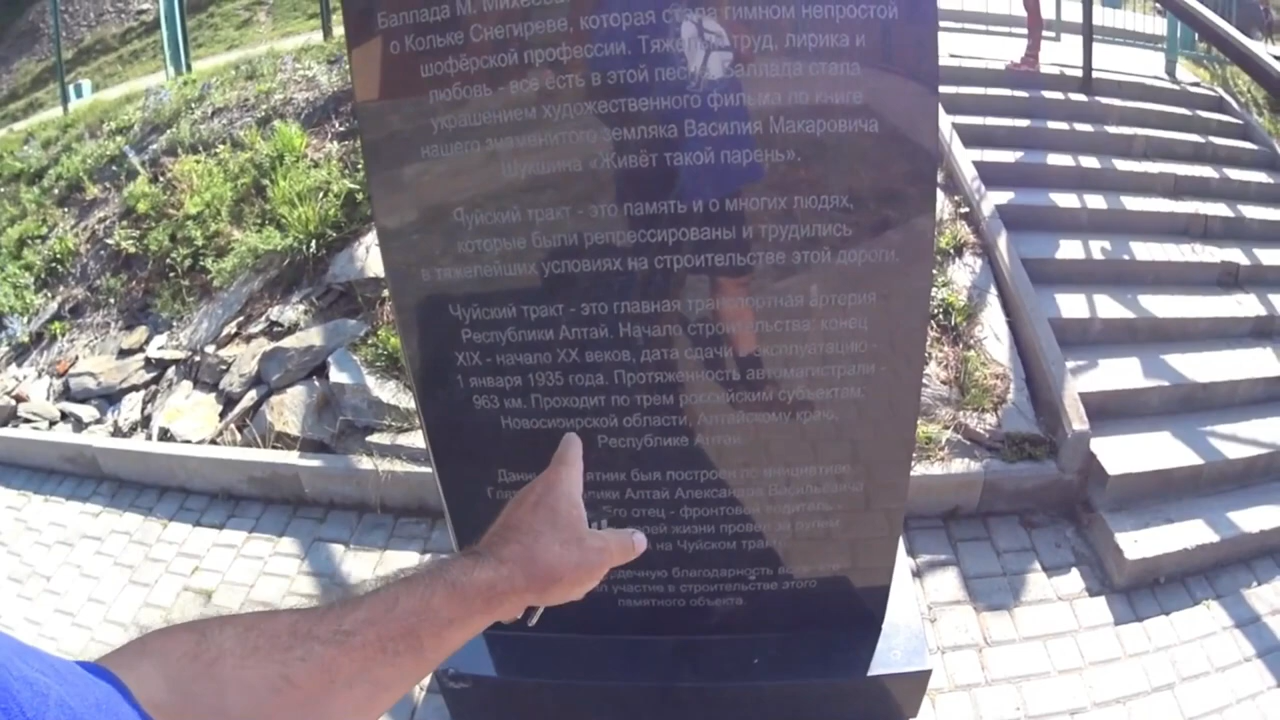 Баллада М.
о Кольке Снегиреве, которая стала гимном непростой
шофёрской профессии. Тяжелый труд, лирика и
любовь - все есть в этой песне. Баллада стала
украшением художественного фильма по книге
нашего знаменитого земляка Василия Макаровича
Шукшина «Живёт такой парень».
Чуйский тракт - это память и о многих людях,
которые были репрессированы и трудились
в тяжелейших условиях на строительстве этой дороги.
Чуйский тракт - это главная транспортная артерия
Республики Алтай. Начало строительства: конец
XIX - начало XX веков, дата сдачи в эксплуатацию -
1 января 1935 года. Протяженность автомагистрали -
963 км. Проходит по трем российским субъектам:
Новосибирской области, Алтайскому краю,
Республике Алтай.
был построен по инициативе
Алтай Александра Васильевича
Его отец - фронтовой водитель -
жизни провел за рулем
на Чуйском тракте.
благодарность
участие в строительстве этого
памятного объекта.